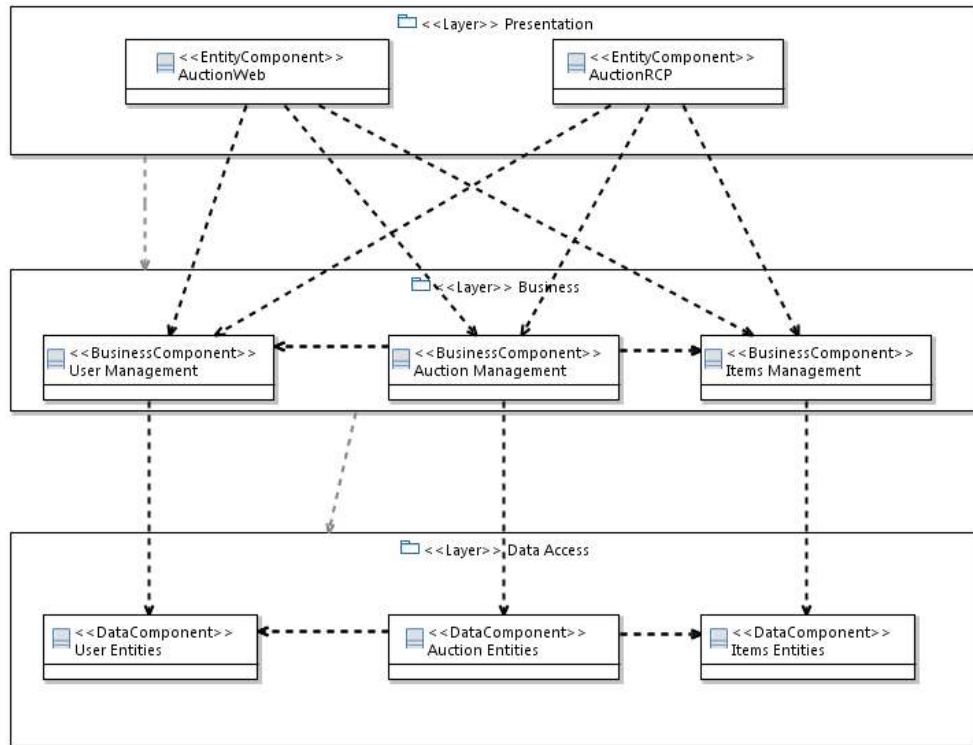 <<Layer>> Presentation
<<EntityComponent>>
AuctionWeb
<<EntityComponent>>
AuctionRCP
<<Layer>> Business
<<BusinessComponent>>
User Management
<<BusinessComponent>>
Auction Management
<<BusinessComponent>>
Items Management
<<Layer>> Data Access
<<DataComponent>>
User Entities
<<DataComponent>>
Auction Entities
<<DataComponent>>
Items Entities